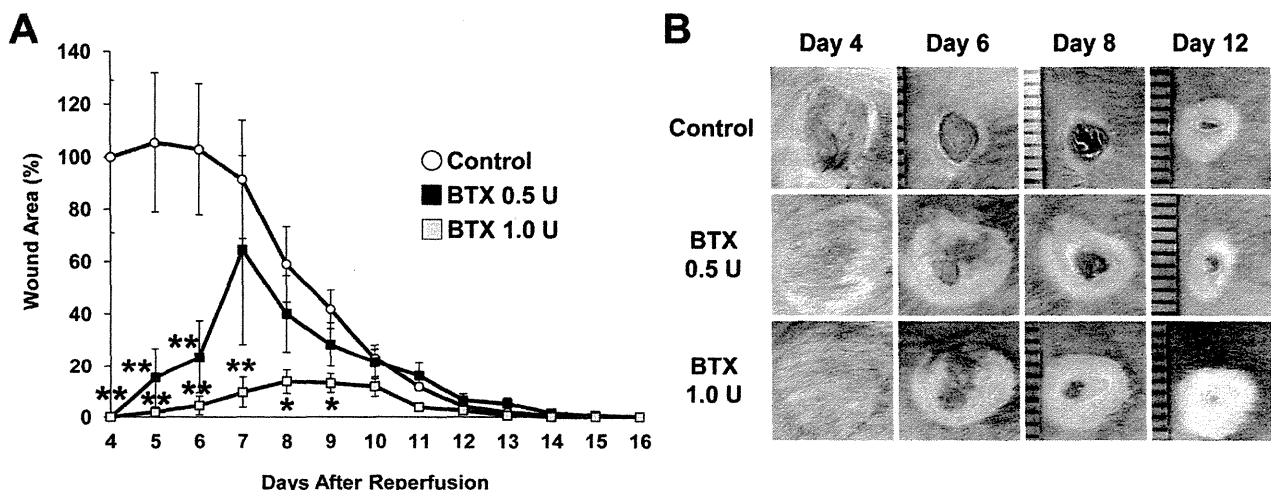 A
140
120
100
80
60
40
20
0
Wound Area (%)
Control
BTX 0.5 U
BTX 1.0 U
**
**
**
**
**
**
*
*
4 5 6 7 8 9 10 11 12 13 14 15 16
Days After Reperfusion
B
Day 4 Day 6 Day 8 Day 12
Control
BTX
0.5 U
BTX
1.0 U